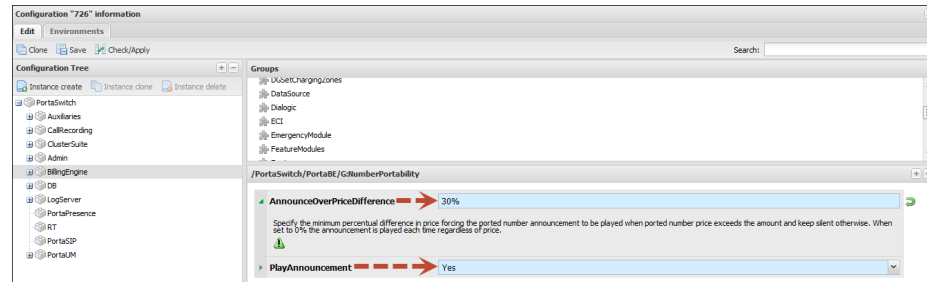 Configuration "726" information
Edit Environments
Clone Save Check/Apply Search:
Configuration Tree
Instance create Instance clone Instance delete
PortaSwitch
Auxiliaries
CallRecording
ClusterSuite
Admin
BillingEngine
DB
LogServer
PortaPresence
RT
PortaSIP
PortaUM
Groups
DGSetChargingZones
DataSource
Dialogic
ECI
EmergencyModule
FeatureModules
/PortaSwitch/PortaBE/G:NumberPortability
AnnounceOverPriceDifference 30%
Specify the minimum percentual difference in price forcing the ported number announcement to be played when ported number price exceeds the amount and keep silent otherwise. When
set to 0% the announcement is played each time regardless of price.
PlayAnnouncement Yes